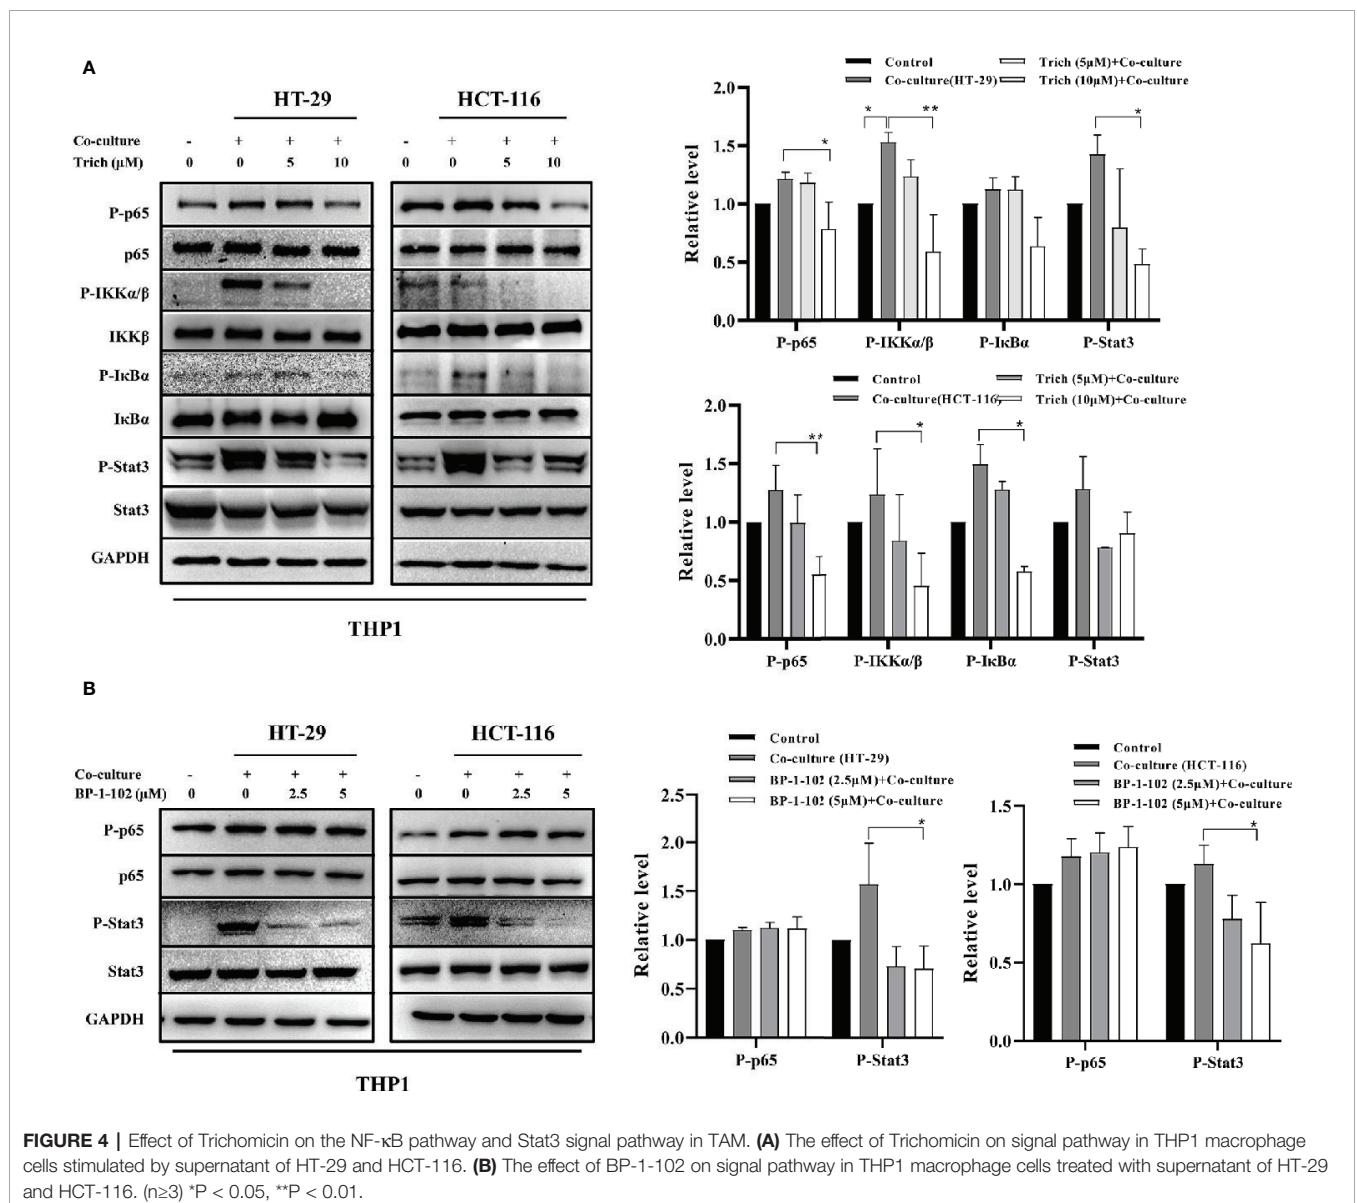 A
HT-29
HCT-116
Co-culture - + + + - + + +
Trich (µM) 0 0 5 10 0 0 5 10
P-p65
p65
P-IKKα/β
IKKβ
P-IκBα
IκBα
P-Stat3
Stat3
GAPDH
THP1
Control
Co-culture(HT-29)
Trich (5µM)+Co-culture
Trich (10µM)+Co-culture
Relative level
2.0
1.5
1.0
0.5
0.0
* * ** *
P-p65 P-IKKα/β P-IκBα P-Stat3
Control
Co-culture(HCT-116)
Trich (5µM)+Co-culture
Trich (10µM)+Co-culture
Relative level
2.0
1.5
1.0
0.5
0.0
** * *
P-p65 P-IKKα/β P-IκBα P-Stat3
B
HT-29
HCT-116
Co-culture - + + + - + + +
BP-1-102 (µM) 0 0 2.5 5 0 0 2.5 5
P-p65
p65
P-Stat3
Stat3
GAPDH
THP1
Control
Co-culture (HT-29)
BP-1-102 (2.5µM)+Co-culture
BP-1-102 (5µM)+Co-culture
Relative level
2.5
2.0
1.5
1.0
0.5
0.0
*
P-p65 P-Stat3
Control
Co-culture (HCT-116)
BP-1-102 (2.5µM)+Co-culture
BP-1-102 (5µM)+Co-culture
Relative level
1.5
1.0
0.5
0.0
*
P-p65 P-Stat3
FIGURE 4 | Effect of Trichomicin on the NF-κB pathway and Stat3 signal pathway in TAM. (A) The effect of Trichomicin on signal pathway in THP1 macrophage
cells stimulated by supernatant of HT-29 and HCT-116. (B) The effect of BP-1-102 on signal pathway in THP1 macrophage cells treated with supernatant of HT-29
and HCT-116. (n≥3) *P < 0.05, **P < 0.01.